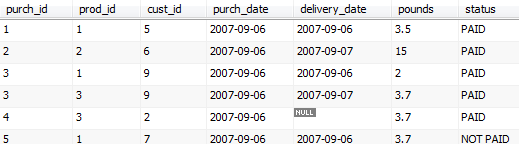 purch_id prod_id cust_id purch_date delivery_date pounds status
1 1 5 2007-09-06 2007-09-06 3.5 PAID
2 2 6 2007-09-06 2007-09-07 15 PAID
3 1 9 2007-09-06 2007-09-06 2 PAID
3 3 9 2007-09-06 2007-09-07 3.7 PAID
4 3 2 2007-09-06 NULL 3.7 PAID
5 1 7 2007-09-06 2007-09-06 3.7 NOT PAID